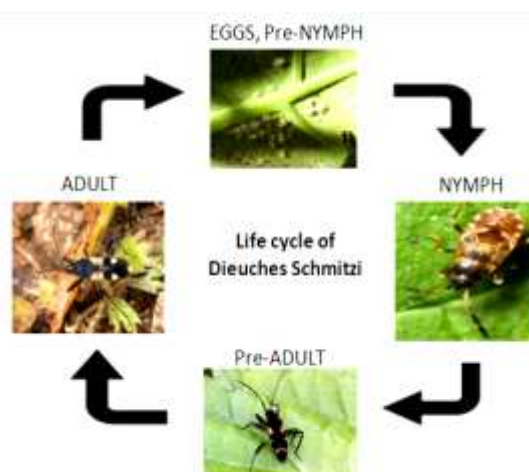 EGGS, Pre-NYMPH
ADULT
NYMPH
Life cycle of
Dieuches Schmitzi
Pre-ADULT